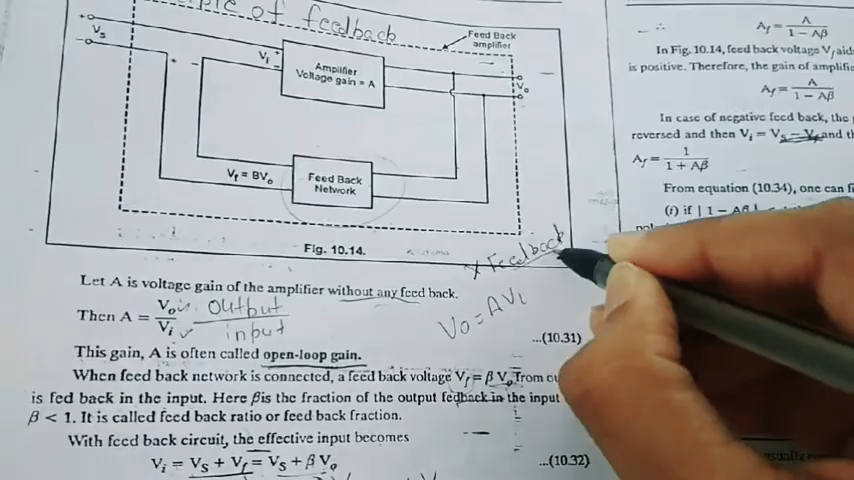 ple of feedback
Feed Back
amplifier
Vs
Vi
Amplifier
Voltage gain = A
Vo
Vf = BVo
Feed Back
Network
Fig. 10.14.
× Feedback
Let A is voltage gain of the amplifier without any feed back.
Then A = Vo/Vi output/input
Vo = AVi
...(10.31)
This gain, A is often called open-loop gain.
When feed back network is connected, a feed back voltage Vf = β Vo from
is fed back in the input. Here β is the fraction of the output fedback in the input
β < 1. It is called feed back ratio or feed back fraction.
With feed back circuit, the effective input becomes
Vi = Vs + Vf = Vs + β Vo
...(10.32)
∴ Af = A/(1 − Aβ)
In Fig. 10.14, feed back voltage Vf aid
is positive. Therefore, the gain of amplifie
Af = A/(1 − Aβ)
In case of negative feed back, the
reversed and then Vi = Vs − Vf and th
Af = 1/(1 + Aβ)
From equation (10.34), one can fi
(i) if | 1 − Aβ |